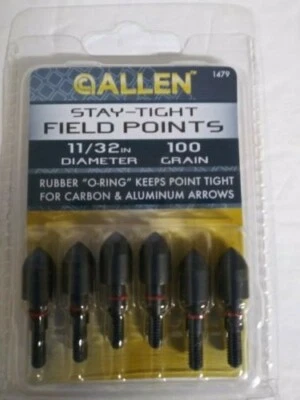 1479
ALLEN™
STAY-TIGHT
FIELD POINTS
11/32IN 100
DIAMETER GRAIN
RUBBER "O-RING" KEEPS POINT TIGHT
FOR CARBON & ALUMINUM ARROWS